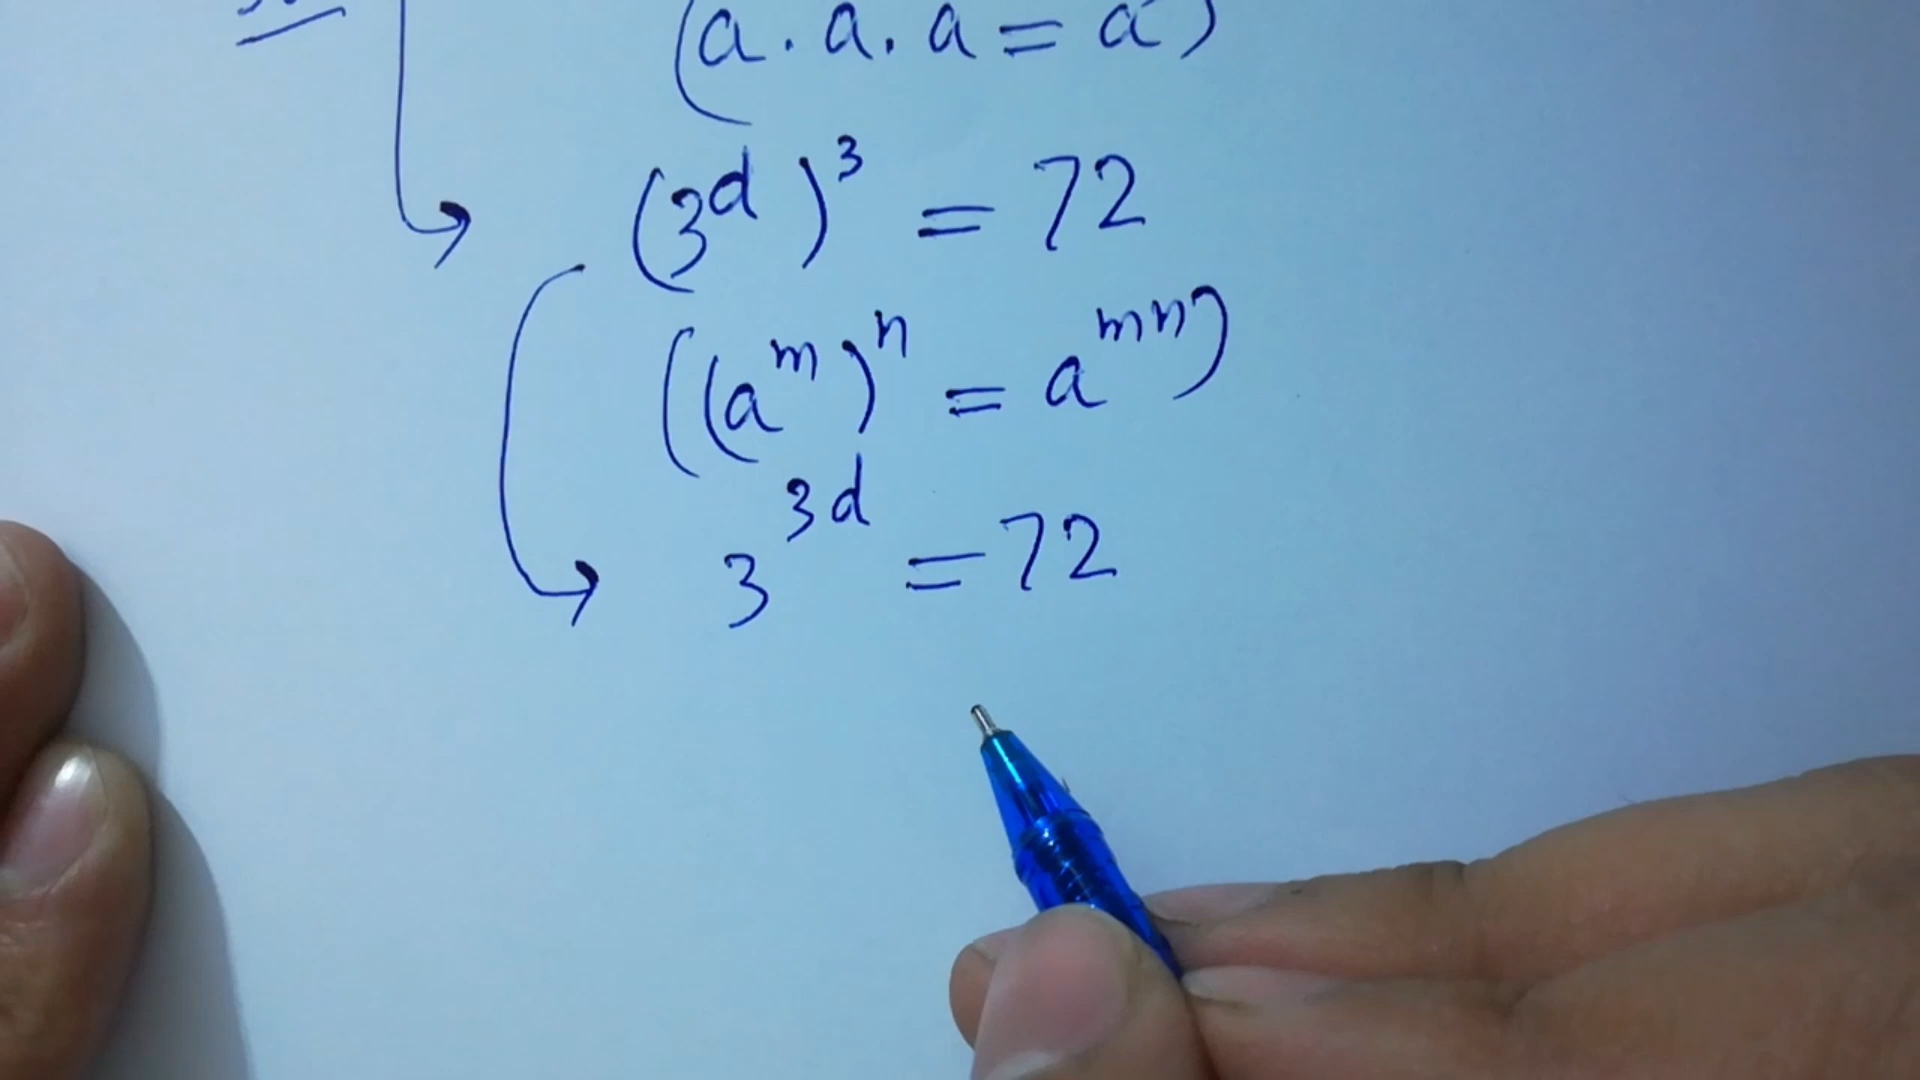 (a . a . a = a )
(3^d)^3 = 72
((a^m)^n = a^mn)
3^3d = 72